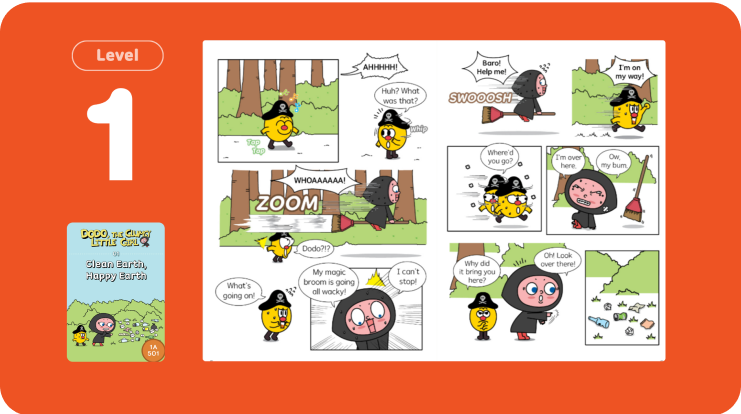 Level
1
DODO, THE CLUMSY
LITTLE GIRL
in
Clean Earth,
Happy Earth
1A
S01
AHHHHH!
Huh? What
was that?
Tap
Tap
whip
WHOAAAAAA!
ZOOM
Dodo?!?
What's
going on!
My magic
broom is going
all wacky!
I can't
stop!
Baro!
Help me!
SWOOOSH
I'm on
my way!
Where'd
you go?
I'm over
here.
Ow,
my bum.
Why did
it bring you
here?
Oh! Look
over there!